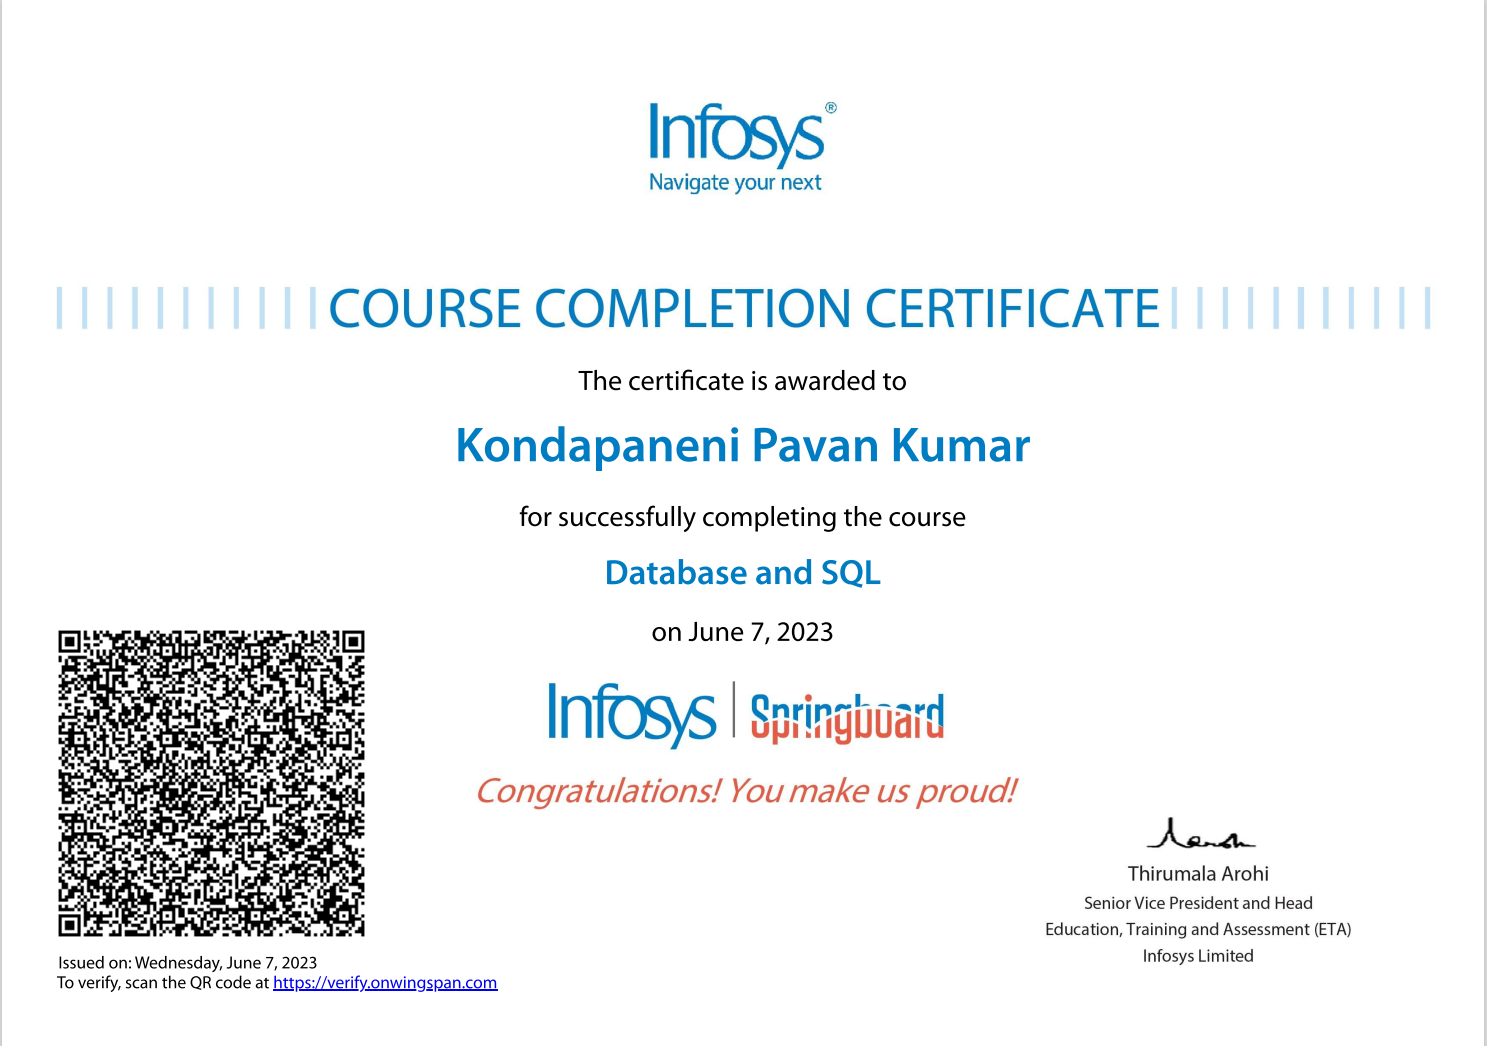 Infosys®
Navigate your next
COURSE COMPLETION CERTIFICATE
The certificate is awarded to
Kondapaneni Pavan Kumar
for successfully completing the course
Database and SQL
on June 7, 2023
Infosys | Springboard
Congratulations! You make us proud!
Thirumala Arohi
Senior Vice President and Head
Education, Training and Assessment (ETA)
Infosys Limited
Issued on: Wednesday, June 7, 2023
To verify, scan the QR code at https://verify.onwingspan.com